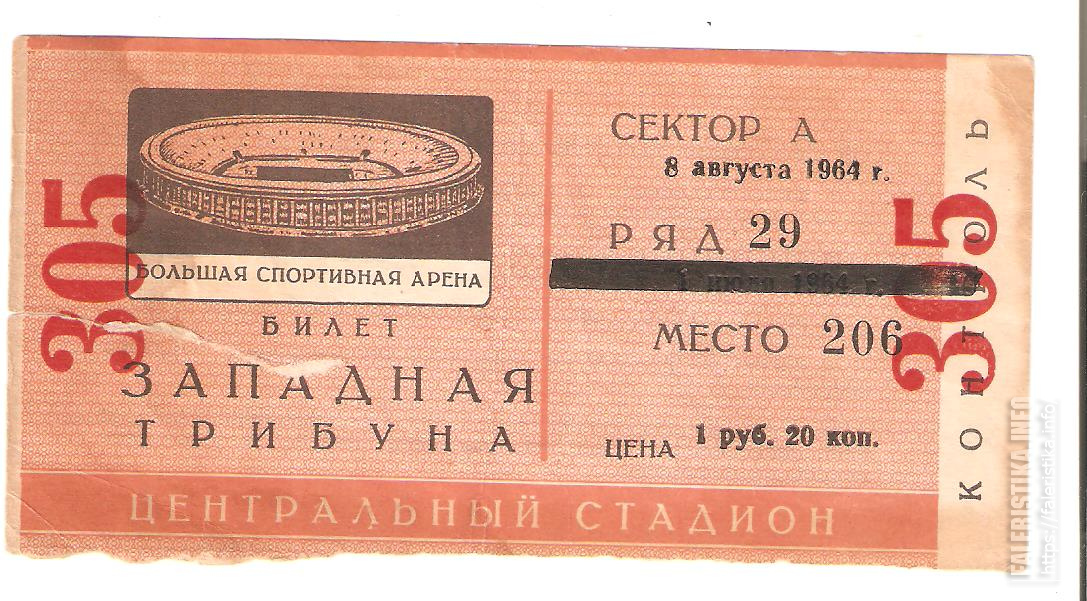 305
БОЛЬШАЯ СПОРТИВНАЯ АРЕНА
БИЛЕТ
ЗАПАДНАЯ
ТРИБУНА
СЕКТОР А
8 августа 1964 г.
РЯД 29
1 июля 1964 г.
МЕСТО 206
ЦЕНА 1 руб. 20 коп.
305
КОНТРОЛЬ
ЦЕНТРАЛЬНЫЙ СТАДИОН
FALERISTIKA.INFO
https://faleristika.info